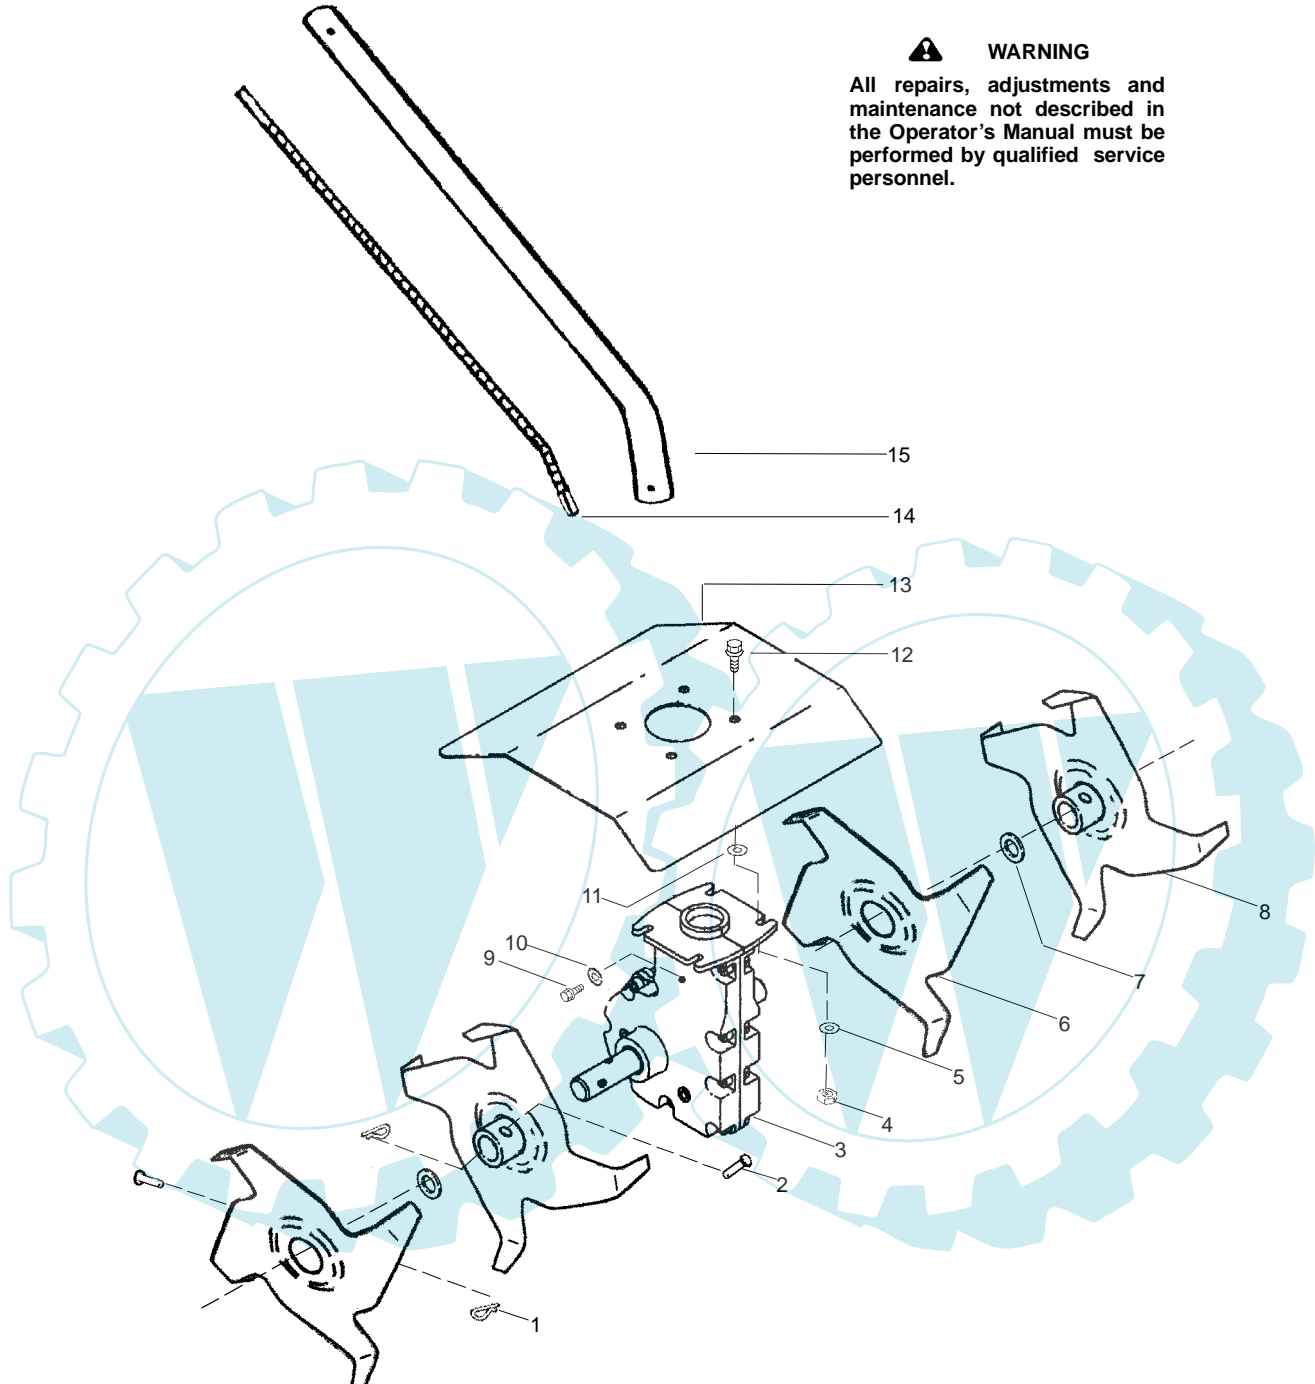 WARNING
All repairs, adjustments and
maintenance not described in
the Operator's Manual must be
performed by qualified service
personnel.
15
14
13
12
11
10
9
8
7
6
5
4
3
2
1